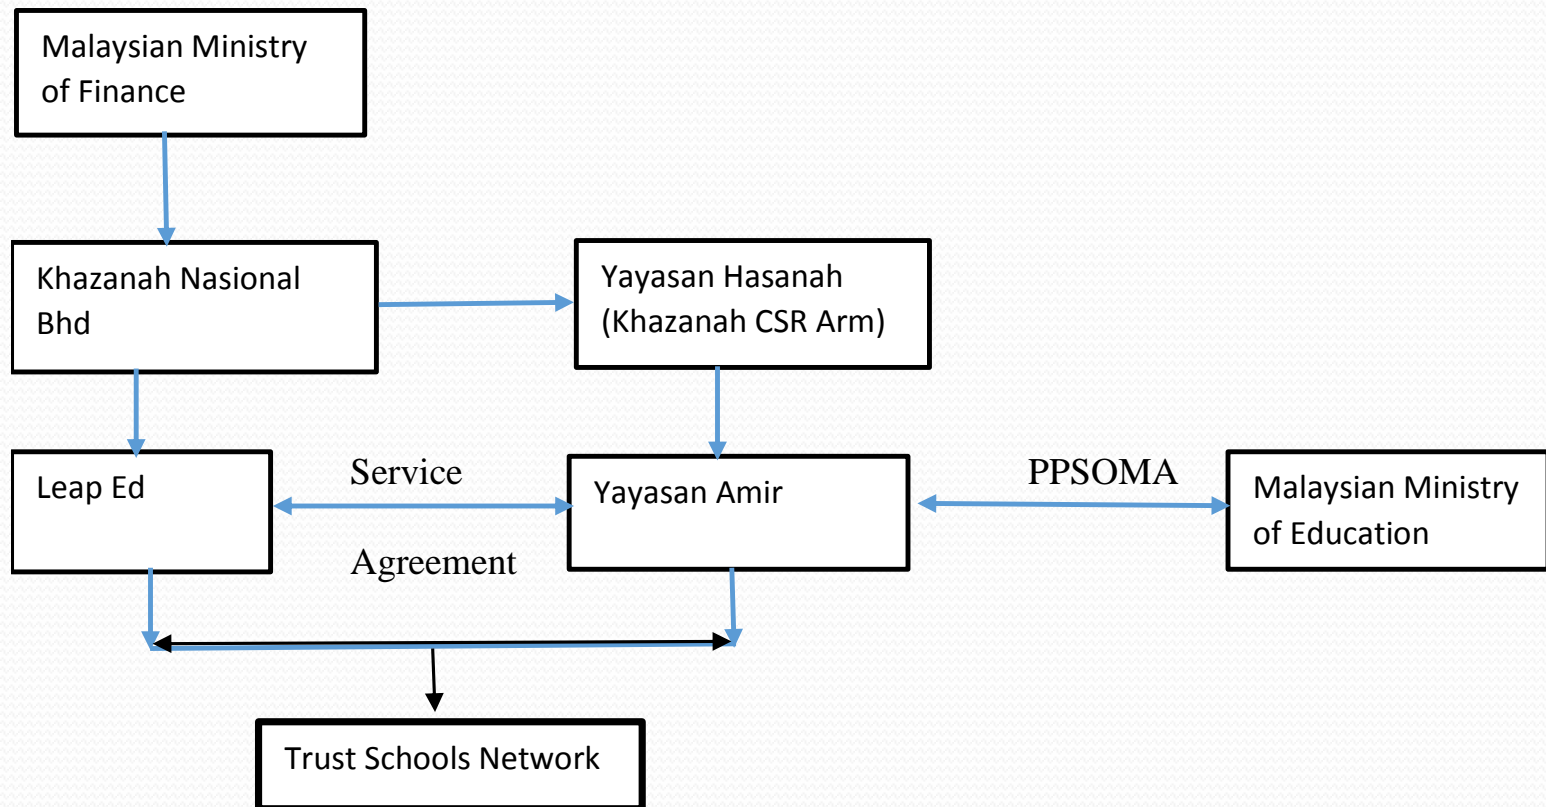 Malaysian Ministry
of Finance
Khazanah Nasional
Bhd
Yayasan Hasanah
(Khazanah CSR Arm)
Leap Ed
Service
Agreement
Yayasan Amir
PPSOMA
Malaysian Ministry
of Education
Trust Schools Network